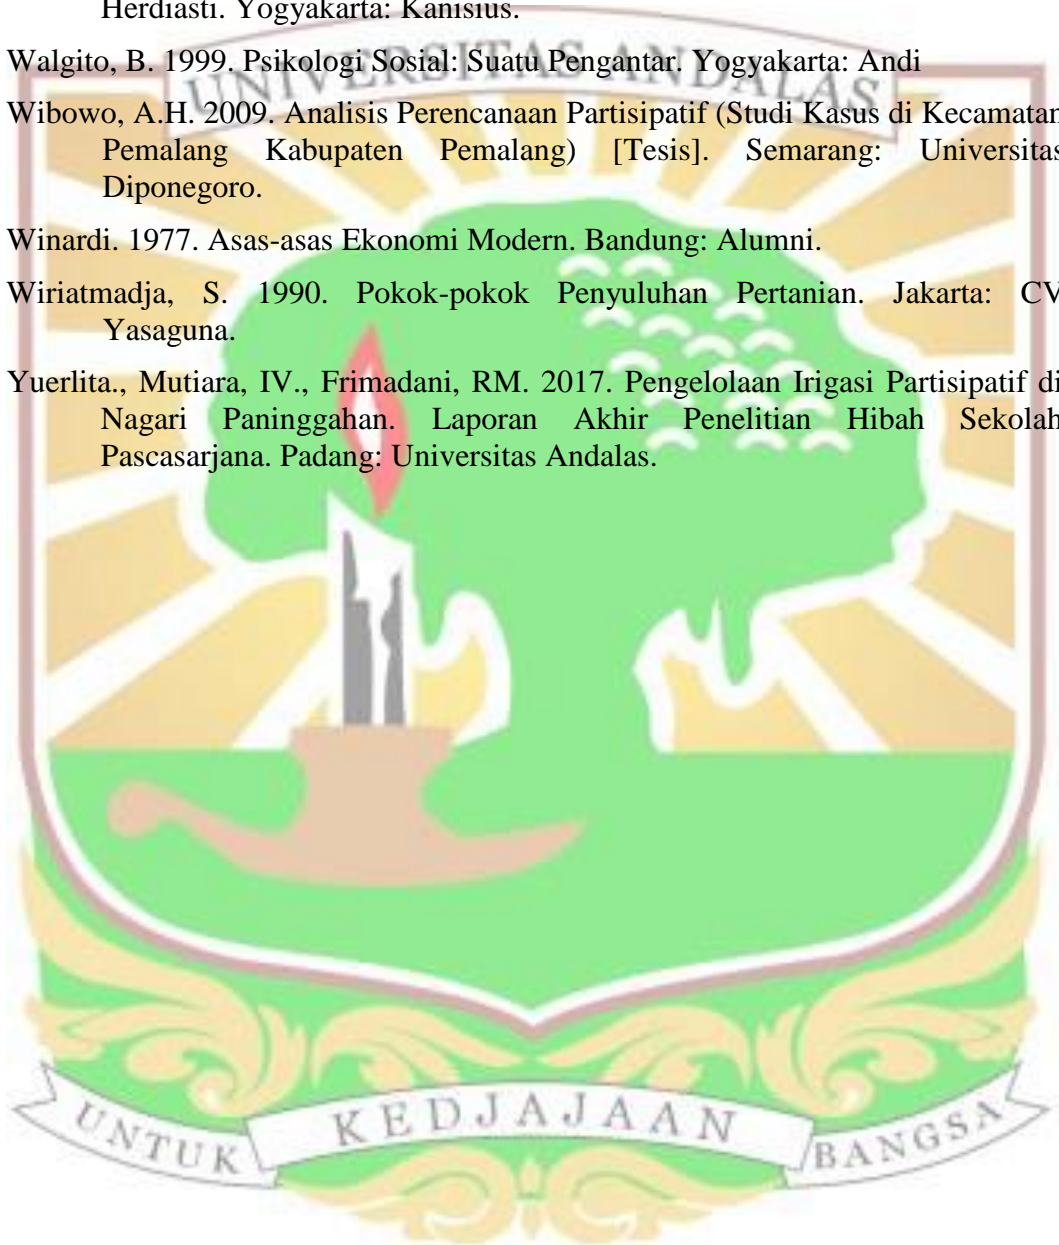 Herdiasti. Yogyakarta: Kanisius.
Walgito, B. 1999. Psikologi Sosial: Suatu Pengantar. Yogyakarta: Andi
Wibowo, A.H. 2009. Analisis Perencanaan Partisipatif (Studi Kasus di Kecamatan
Pemalang Kabupaten Pemalang) [Tesis]. Semarang: Universitas
Diponegoro.
Winardi. 1977. Asas-asas Ekonomi Modern. Bandung: Alumni.
Wiriatmadja, S. 1990. Pokok-pokok Penyuluhan Pertanian. Jakarta: CV
Yasaguna.
Yuerlita., Mutiara, IV., Frimadani, RM. 2017. Pengelolaan Irigasi Partisipatif di
Nagari Paninggahan. Laporan Akhir Penelitian Hibah Sekolah
Pascasarjana. Padang: Universitas Andalas.
UNIVERSITAS ANDALAS
UNTUK KEDJAJAAN BANGSA